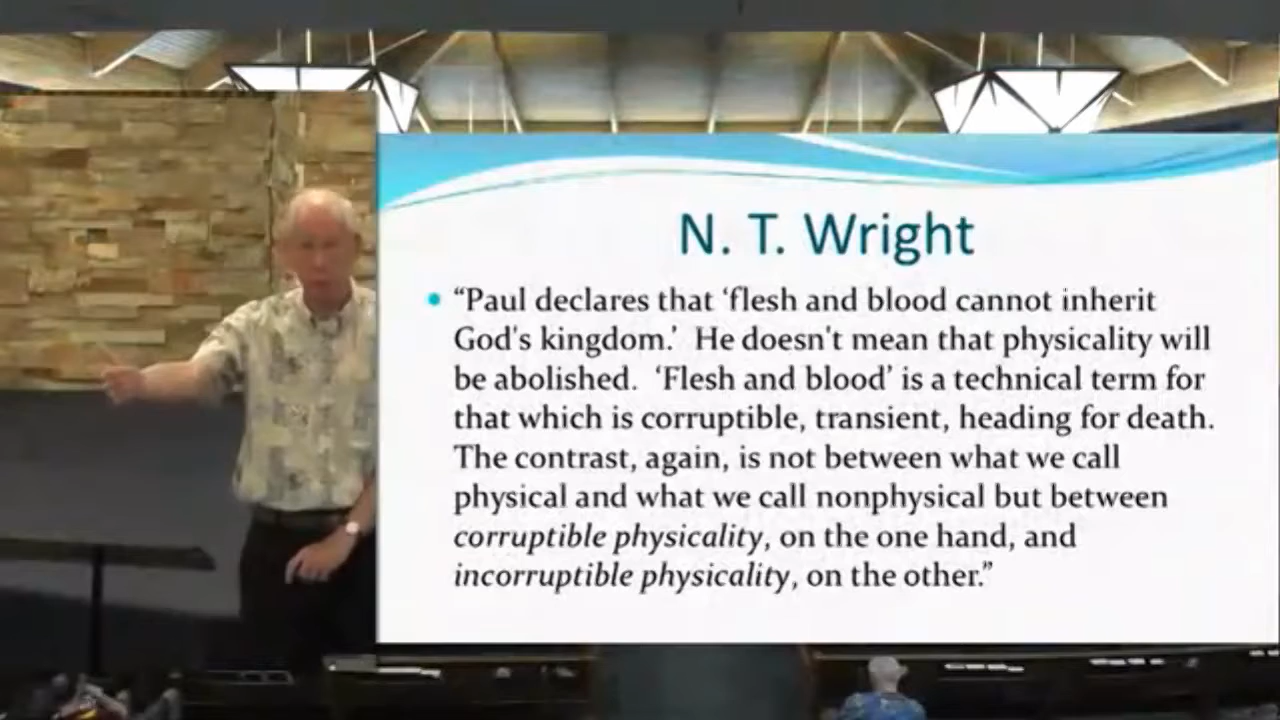 N. T. Wright
“Paul declares that ‘flesh and blood cannot inherit
God's kingdom.’ He doesn't mean that physicality will
be abolished. ‘Flesh and blood’ is a technical term for
that which is corruptible, transient, heading for death.
The contrast, again, is not between what we call
physical and what we call nonphysical but between
corruptible physicality, on the one hand, and
incorruptible physicality, on the other.”